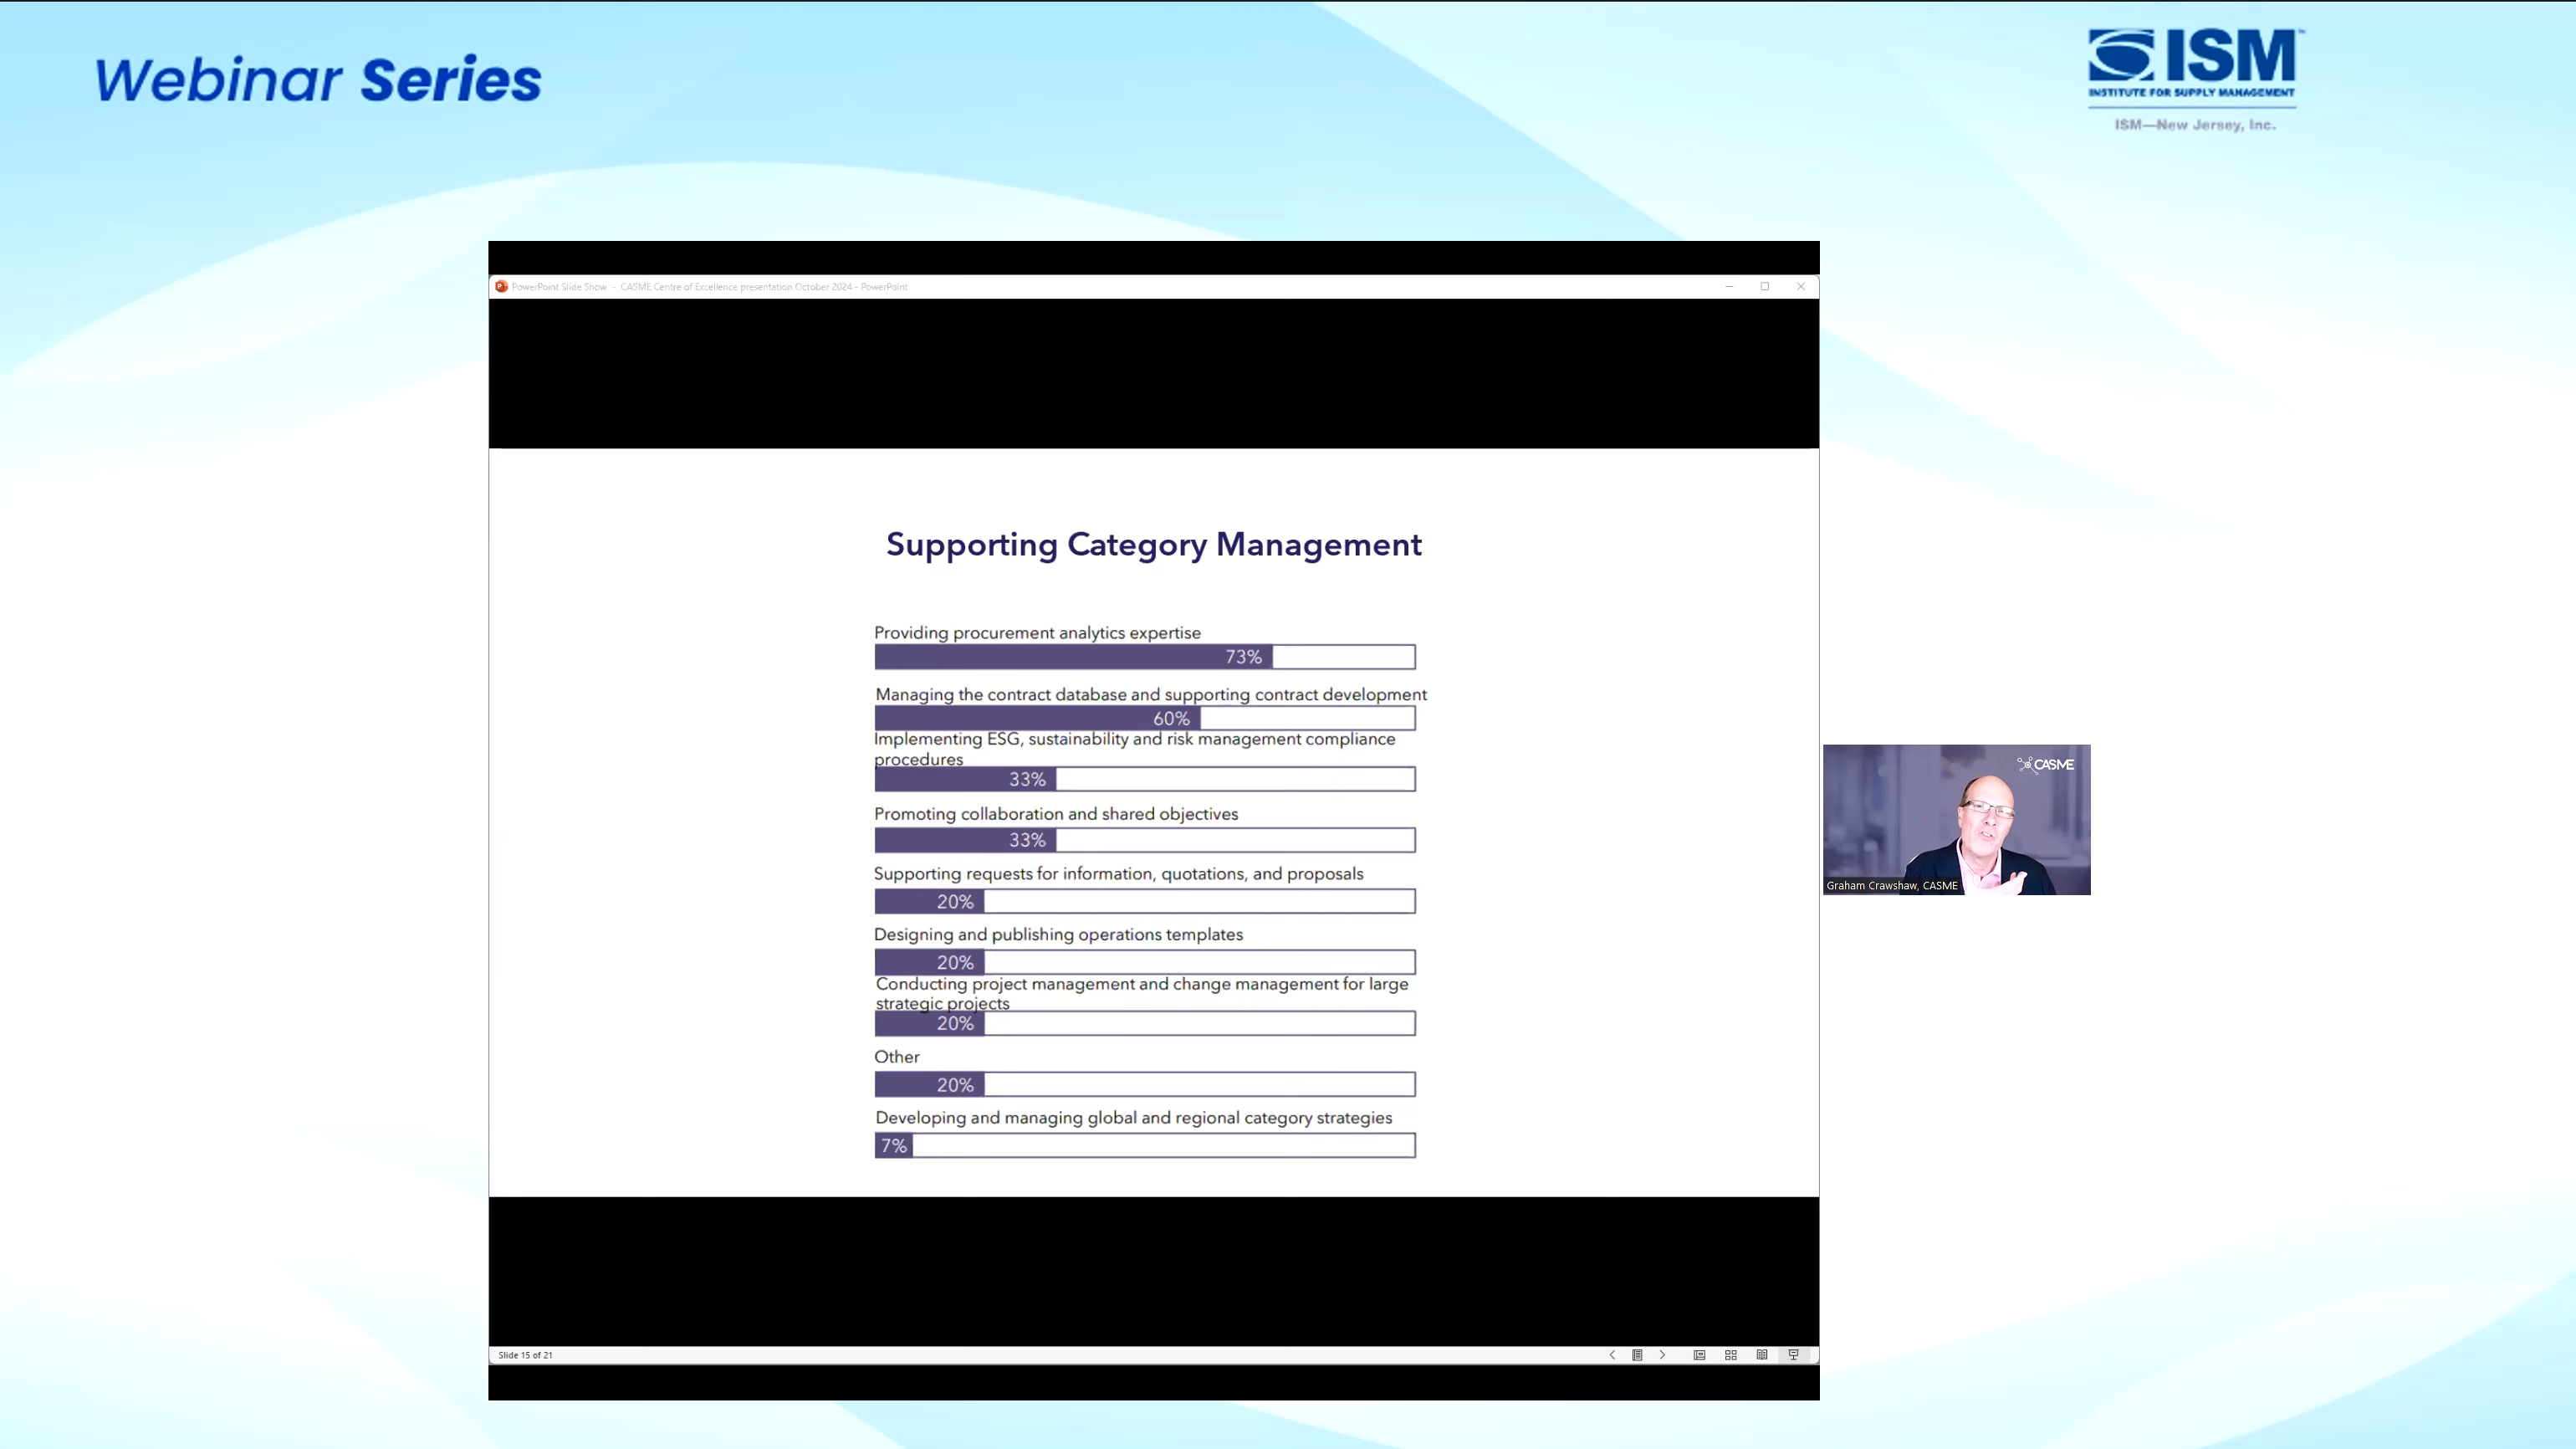 Webinar Series
ISM
INSTITUTE FOR SUPPLY MANAGEMENT
ISM—New Jersey, Inc.
PowerPoint Slide Show - CASME Centre of Excellence presentation October 2024 - PowerPoint
Supporting Category Management
Providing procurement analytics expertise
73%
Managing the contract database and supporting contract development
60%
Implementing ESG, sustainability and risk management compliance
procedures
33%
Promoting collaboration and shared objectives
33%
Supporting requests for information, quotations, and proposals
20%
Designing and publishing operations templates
20%
Conducting project management and change management for large
strategic projects
20%
Other
20%
Developing and managing global and regional category strategies
7%
CASME
Graham Crawshaw, CASME
Slide 15 of 21